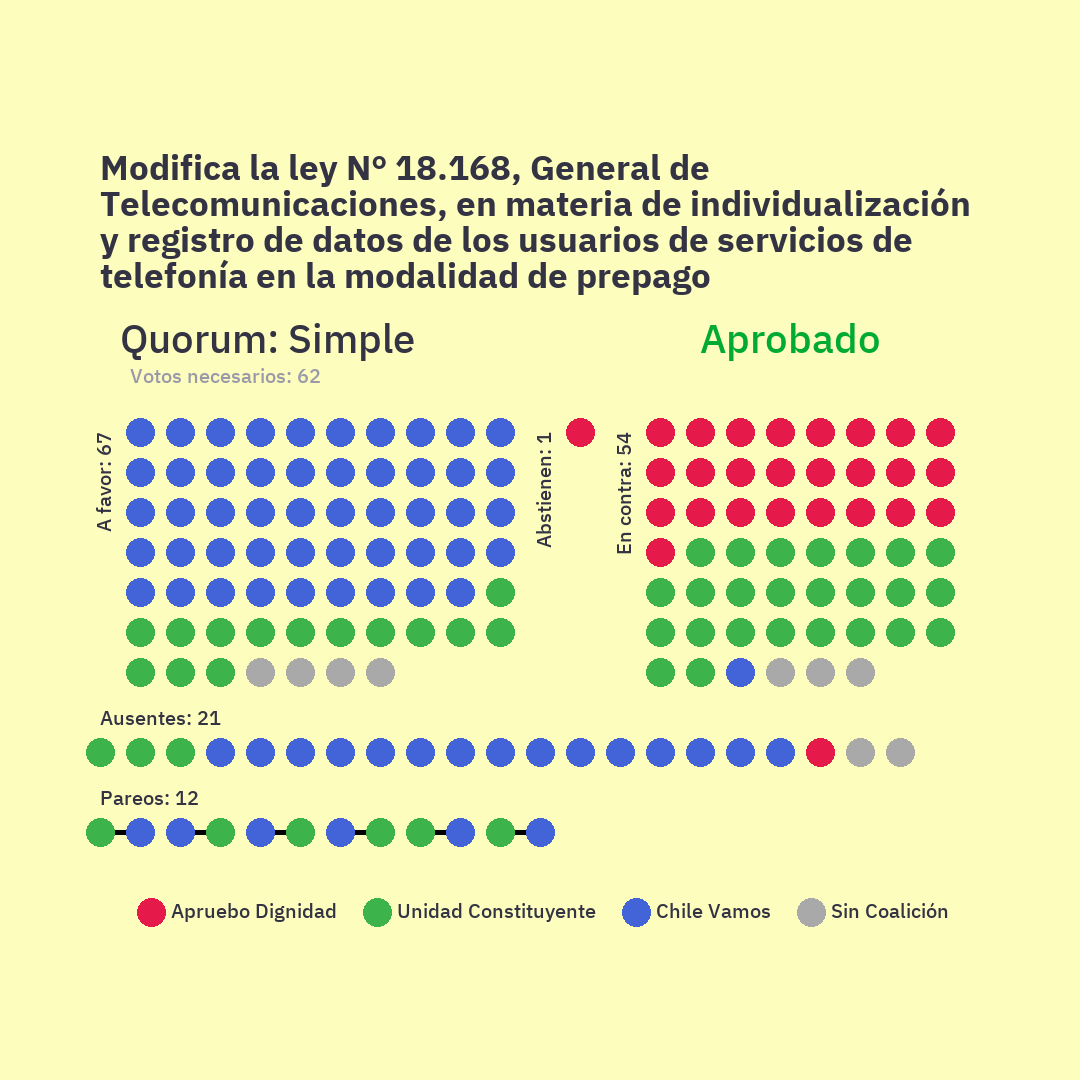 Modifica la ley N° 18.168, General de
Telecomunicaciones, en materia de individualización
y registro de datos de los usuarios de servicios de
telefonía en la modalidad de prepago
Quorum: Simple
Aprobado
Votos necesarios: 62
A favor: 67
Abstienen: 1
En contra: 54
Ausentes: 21
Pareos: 12
Apruebo Dignidad
Unidad Constituyente
Chile Vamos
Sin Coalición